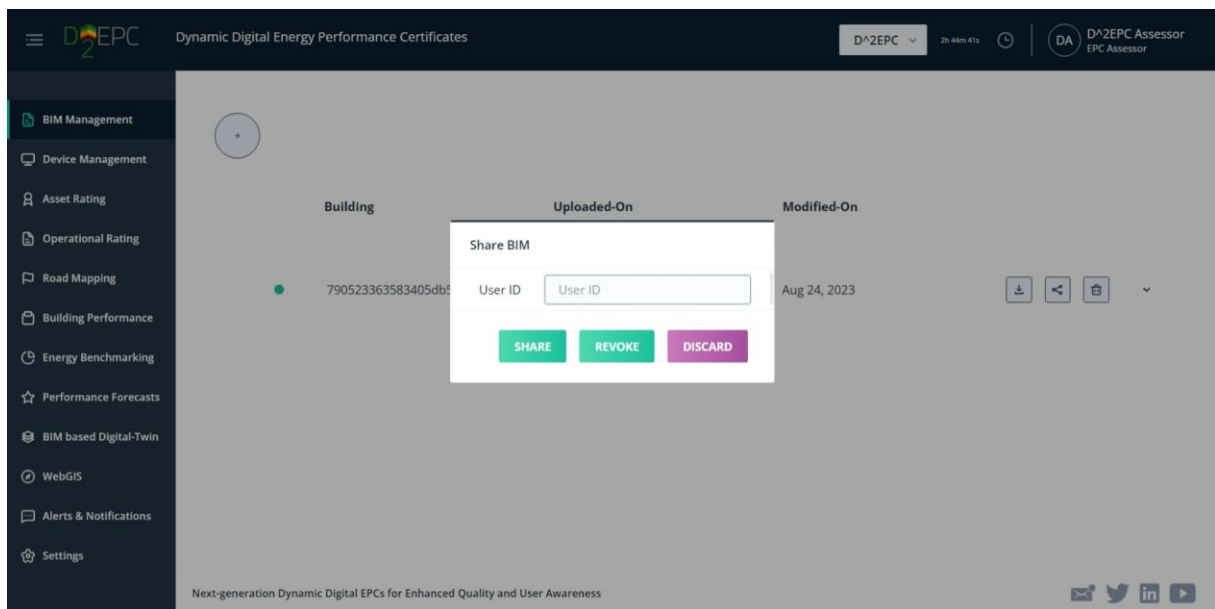 D2EPC
Dynamic Digital Energy Performance Certificates
D^2EPC
2h 44m 41s
DA
D^2EPC Assessor
EPC Assessor
BIM Management
Device Management
Asset Rating
Operational Rating
Road Mapping
Building Performance
Energy Benchmarking
Performance Forecasts
BIM based Digital-Twin
WebGIS
Alerts & Notifications
Settings
+
Building Uploaded-On Modified-On
790523363583405db5 Aug 24, 2023
Share BIM
User ID User ID
SHARE REVOKE DISCARD
Next-generation Dynamic Digital EPCs for Enhanced Quality and User Awareness
in